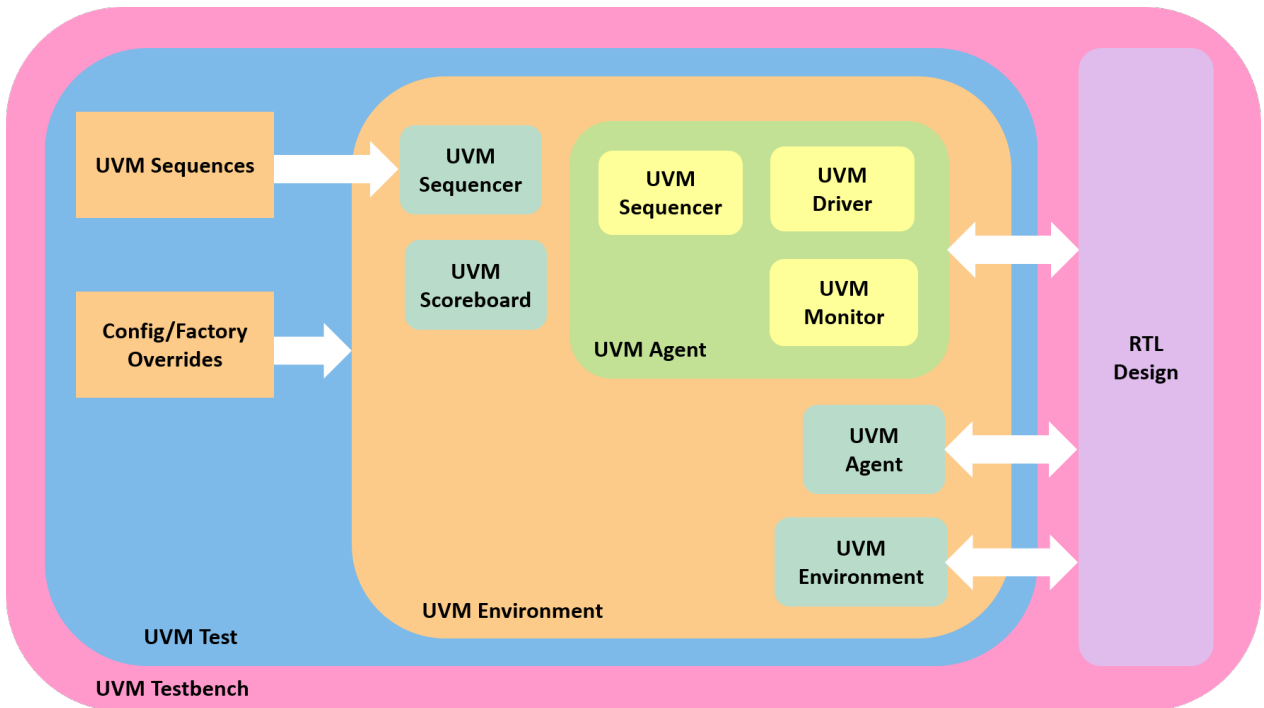 UVM Sequences
UVM
Sequencer
UVM
Sequencer
UVM
Driver
UVM
Scoreboard
UVM
Monitor
Config/Factory
Overrides
UVM Agent
RTL
Design
UVM
Agent
UVM
Environment
UVM Environment
UVM Test
UVM Testbench